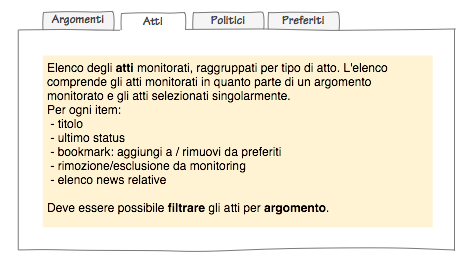 Argomenti Atti Politici Preferiti
Elenco degli atti monitorati, raggruppati per tipo di atto. L'elenco
comprende gli atti monitorati in quanto parte di un argomento
monitorato e gli atti selezionati singolarmente.
Per ogni item:
- titolo
- ultimo status
- bookmark: aggiungi a / rimuovi da preferiti
- rimozione/esclusione da monitoring
- elenco news relative
Deve essere possibile filtrare gli atti per argomento.